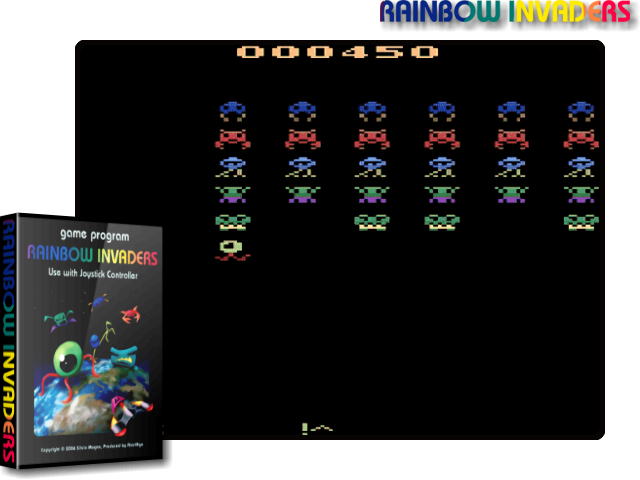 RAINBOW INVADERS
000450
game program
RAINBOW INVADERS
Use with Joystick Controller
RAINBOW INVADERS